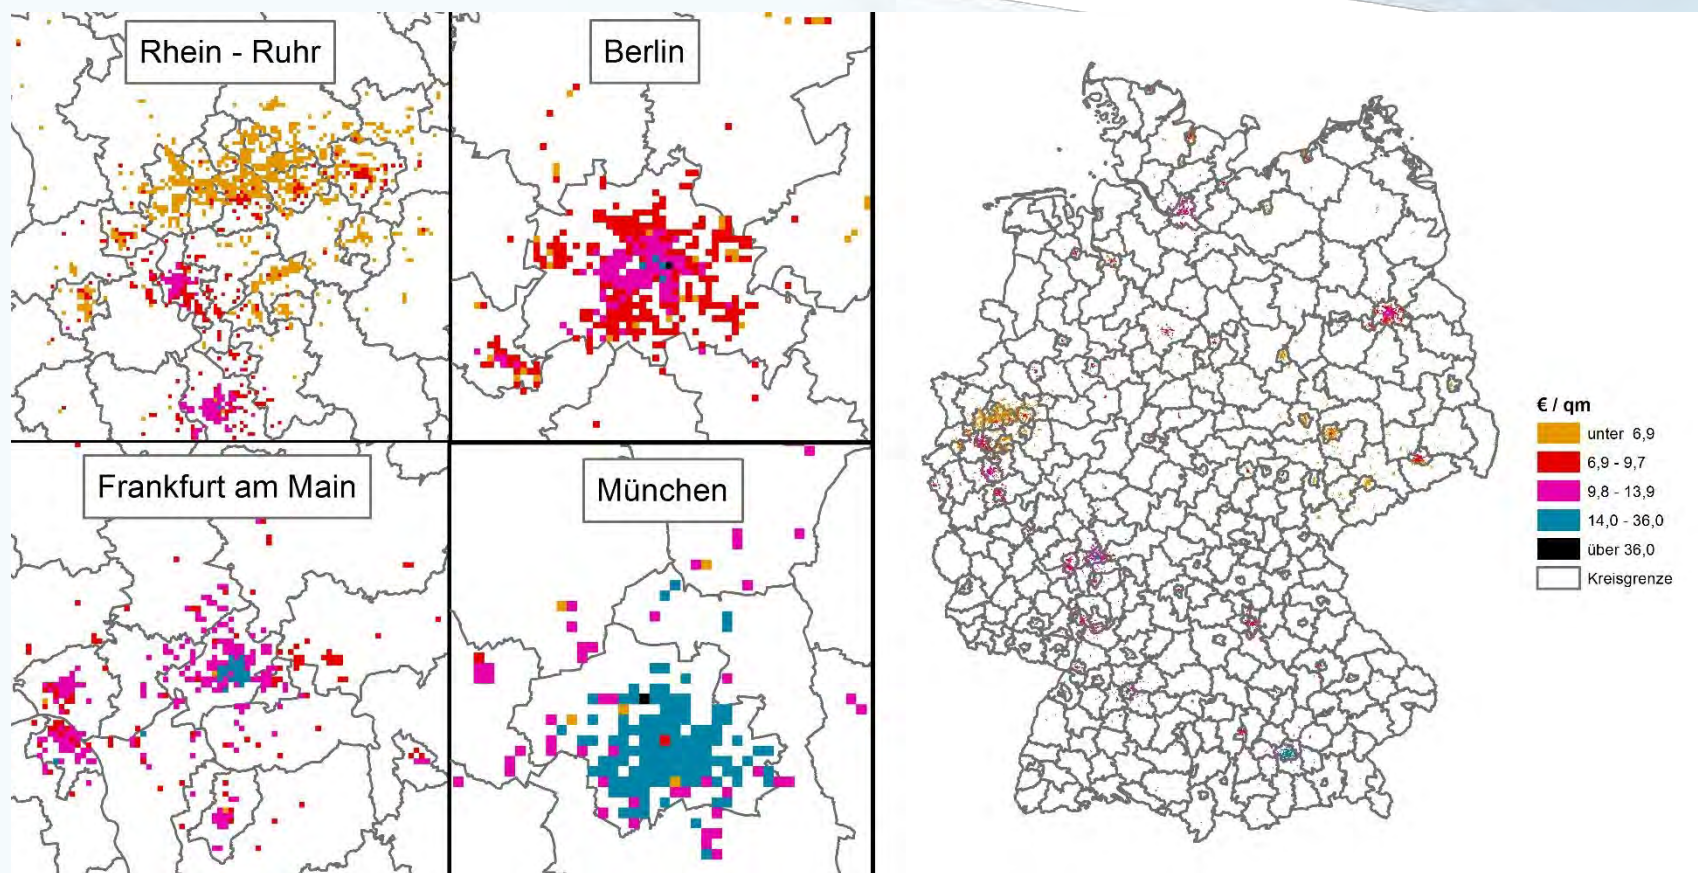 Rhein - Ruhr
Berlin
Frankfurt am Main
München
€ / qm
unter 6,9
6,9 - 9,7
9,8 - 13,9
14,0 - 36,0
über 36,0
Kreisgrenze